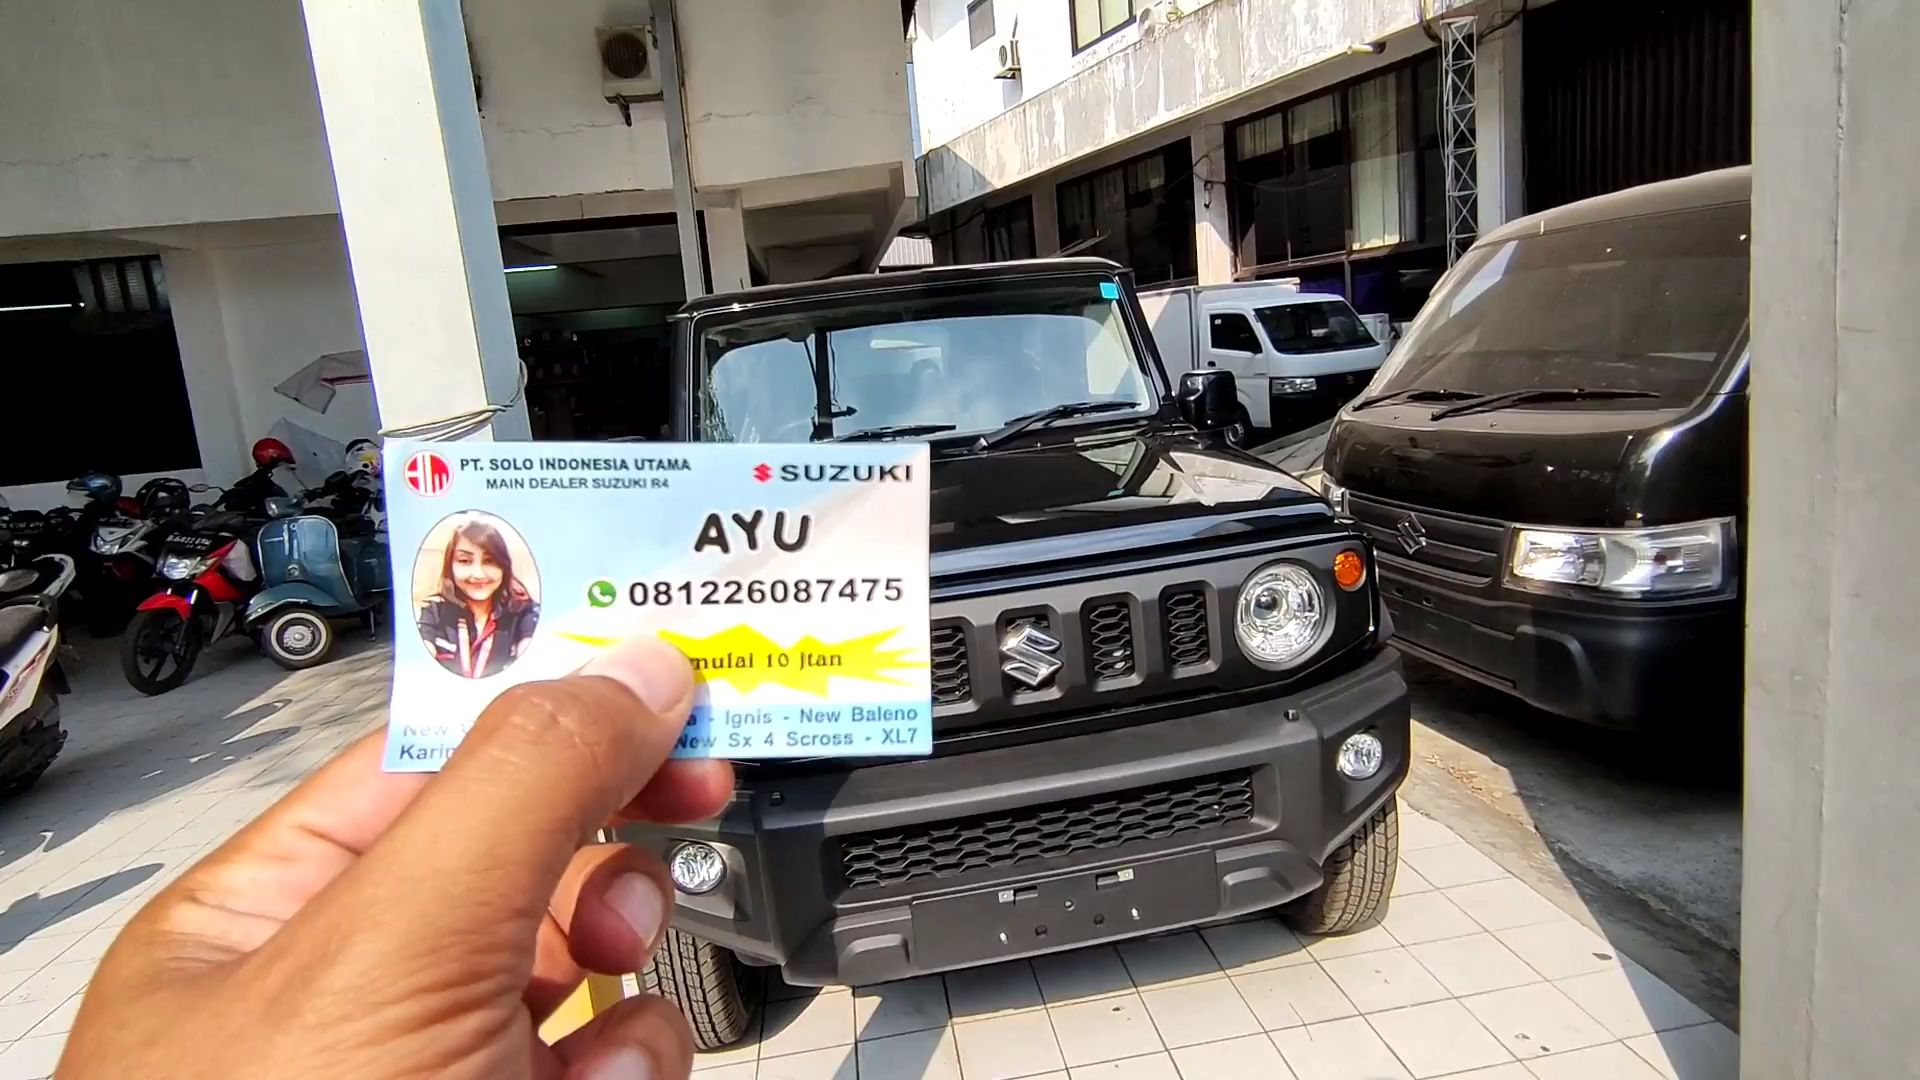 PT. SOLO INDONESIA UTAMA
MAIN DEALER SUZUKI R4
SUZUKI
AYU
081226087475
mulai 10 jtan
New - Ignis - New Baleno
New Sx 4 Scross - XL7